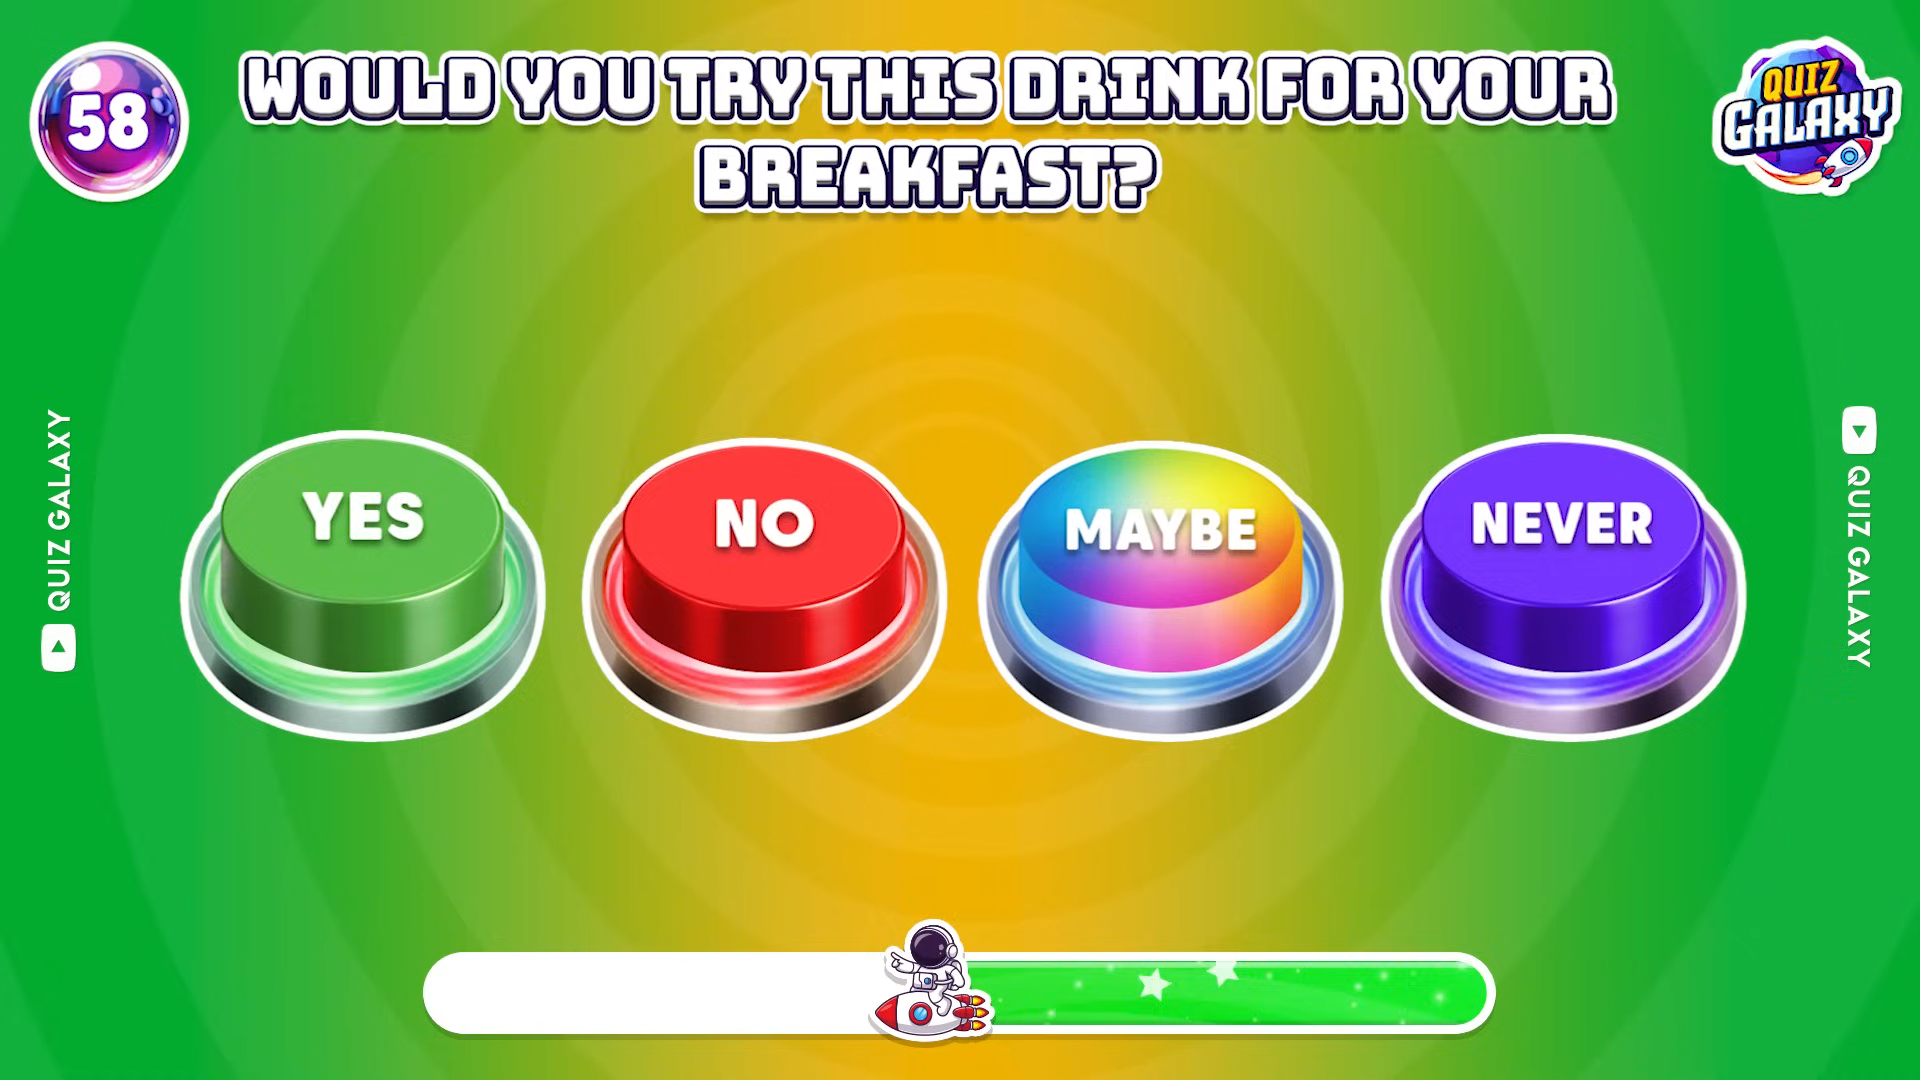 58
WOULD YOU TRY THIS DRINK FOR YOUR
BREAKFAST?
QUIZ
GALAXY
QUIZ GALAXY
YES
NO
MAYBE
NEVER
QUIZ GALAXY